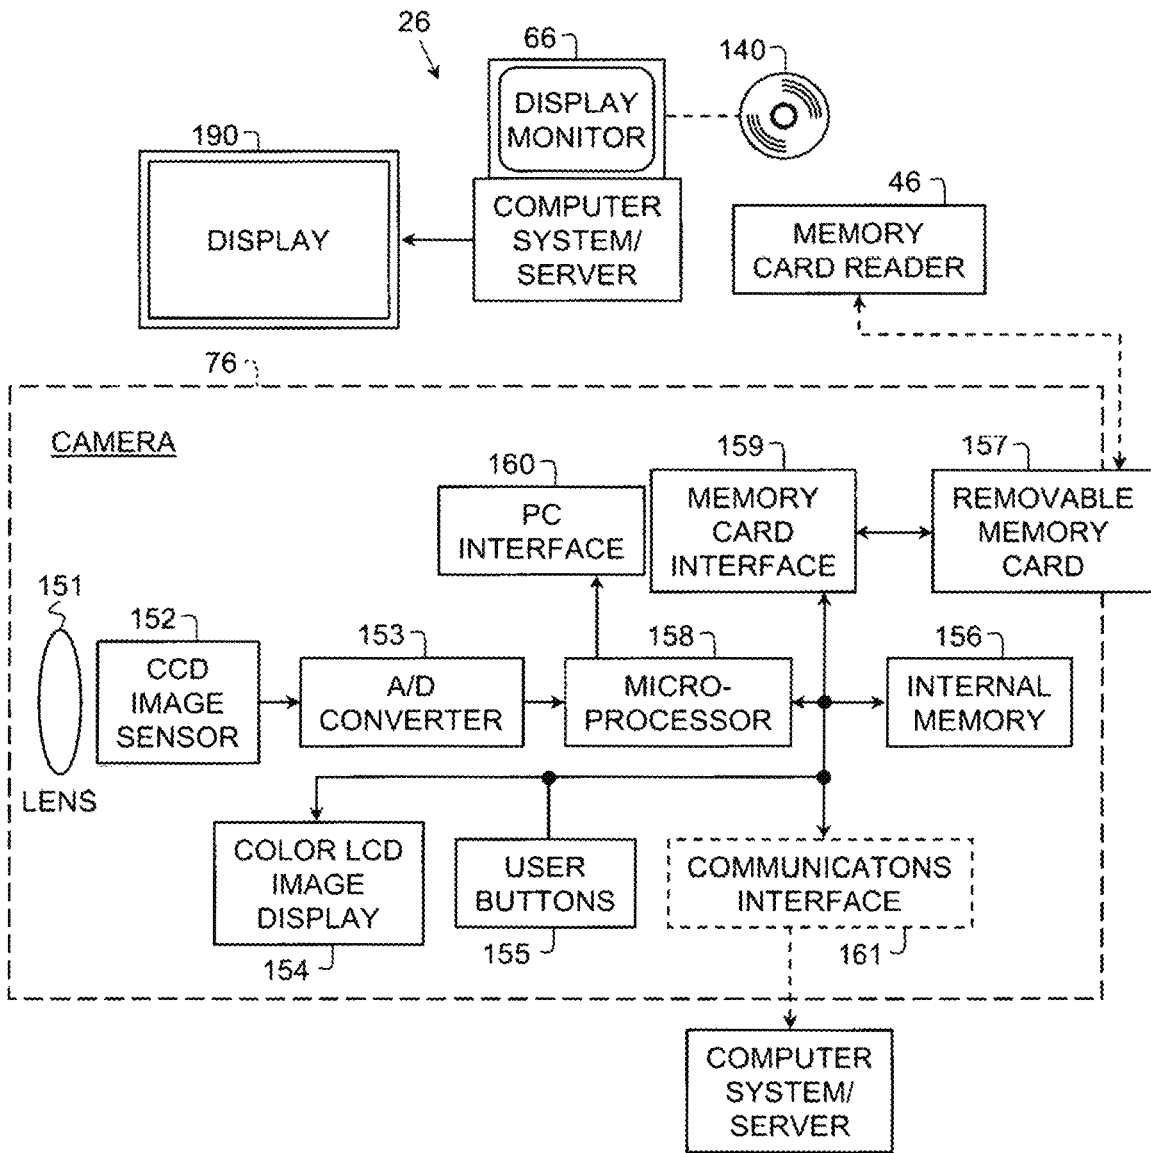 26
66
140
DISPLAY
MONITOR
190
DISPLAY
COMPUTER
SYSTEM/
SERVER
46
MEMORY
CARD READER
76
CAMERA
160
PC
INTERFACE
159
MEMORY
CARD
INTERFACE
157
REMOVABLE
MEMORY
CARD
151
LENS
152
CCD
IMAGE
SENSOR
153
A/D
CONVERTER
158
MICRO-
PROCESSOR
156
INTERNAL
MEMORY
COLOR LCD
IMAGE
DISPLAY
154
USER
BUTTONS
155
COMMUNICATONS
INTERFACE
161
COMPUTER
SYSTEM/
SERVER